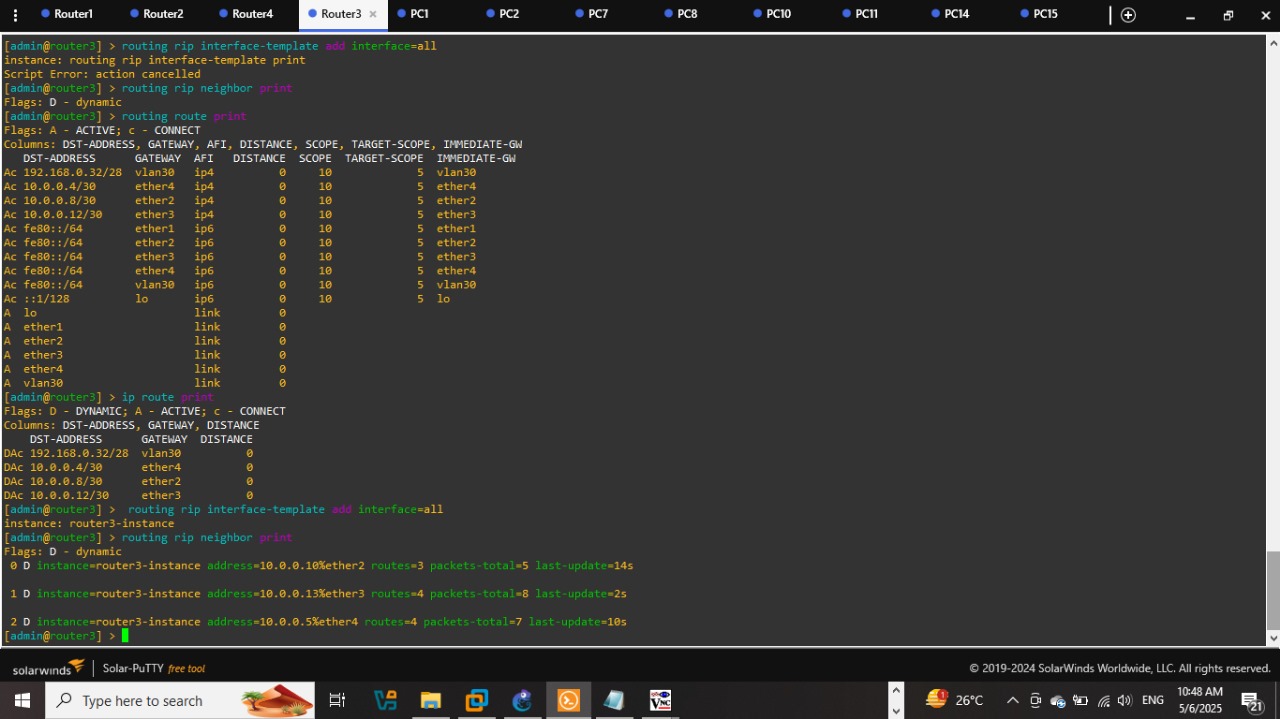 Router1 Router2 Router4 Router3 × PC1 PC2 PC7 PC8 PC10 PC11 PC14 PC15
[admin@router3] > routing rip interface-template add interface=all
instance: routing rip interface-template print
Script Error: action cancelled
[admin@router3] > routing rip neighbor print
Flags: D - dynamic
[admin@router3] > routing route print
Flags: A - ACTIVE; c - CONNECT
Columns: DST-ADDRESS, GATEWAY, AFI, DISTANCE, SCOPE, TARGET-SCOPE, IMMEDIATE-GW
DST-ADDRESS GATEWAY AFI DISTANCE SCOPE TARGET-SCOPE IMMEDIATE-GW
Ac 192.168.0.32/28 vlan30 ip4 0 10 5 vlan30
Ac 10.0.0.4/30 ether4 ip4 0 10 5 ether4
Ac 10.0.0.8/30 ether2 ip4 0 10 5 ether2
Ac 10.0.0.12/30 ether3 ip4 0 10 5 ether3
Ac fe80::/64 ether1 ip6 0 10 5 ether1
Ac fe80::/64 ether2 ip6 0 10 5 ether2
Ac fe80::/64 ether3 ip6 0 10 5 ether3
Ac fe80::/64 ether4 ip6 0 10 5 ether4
Ac fe80::/64 vlan30 ip6 0 10 5 vlan30
Ac ::1/128 lo ip6 0 10 5 lo
A lo link 0
A ether1 link 0
A ether2 link 0
A ether3 link 0
A ether4 link 0
A vlan30 link 0
[admin@router3] > ip route print
Flags: D - DYNAMIC; A - ACTIVE; c - CONNECT
Columns: DST-ADDRESS, GATEWAY, DISTANCE
DST-ADDRESS GATEWAY DISTANCE
DAc 192.168.0.32/28 vlan30 0
DAc 10.0.0.4/30 ether4 0
DAc 10.0.0.8/30 ether2 0
DAc 10.0.0.12/30 ether3 0
[admin@router3] > routing rip interface-template add interface=all
instance: router3-instance
[admin@router3] > routing rip neighbor print
Flags: D - dynamic
0 D instance=router3-instance address=10.0.0.10%ether2 routes=3 packets-total=5 last-update=14s
1 D instance=router3-instance address=10.0.0.13%ether3 routes=4 packets-total=8 last-update=2s
2 D instance=router3-instance address=10.0.0.5%ether4 routes=4 packets-total=7 last-update=10s
[admin@router3] >
solarwinds Solar-PuTTY free tool © 2019-2024 SolarWinds Worldwide, LLC. All rights reserved.
Type here to search 1 26°C ENG 10:48 AM
5/6/2025 21
VNC